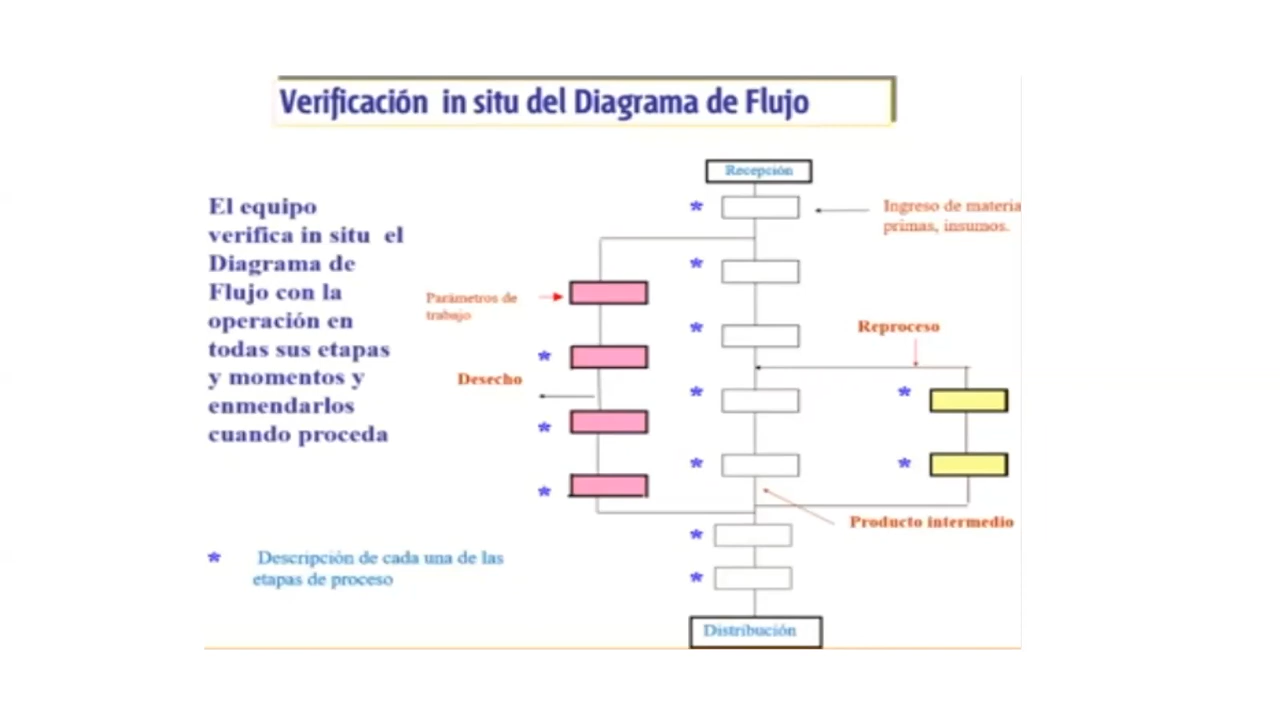 Verificación in situ del Diagrama de Flujo
El equipo
verifica in situ el
Diagrama de
Flujo con la
operación en
todas sus etapas
y momentos y
enmendarlos
cuando proceda
* Descripción de cada una de las
etapas de proceso
Recepción
*
Ingreso de materia
primas, insumos.
*
Parámetros de
trabajo
*
Reproceso
*
Desecho
*
*
*
*
*
*
Producto intermedio
*
*
*
Distribución